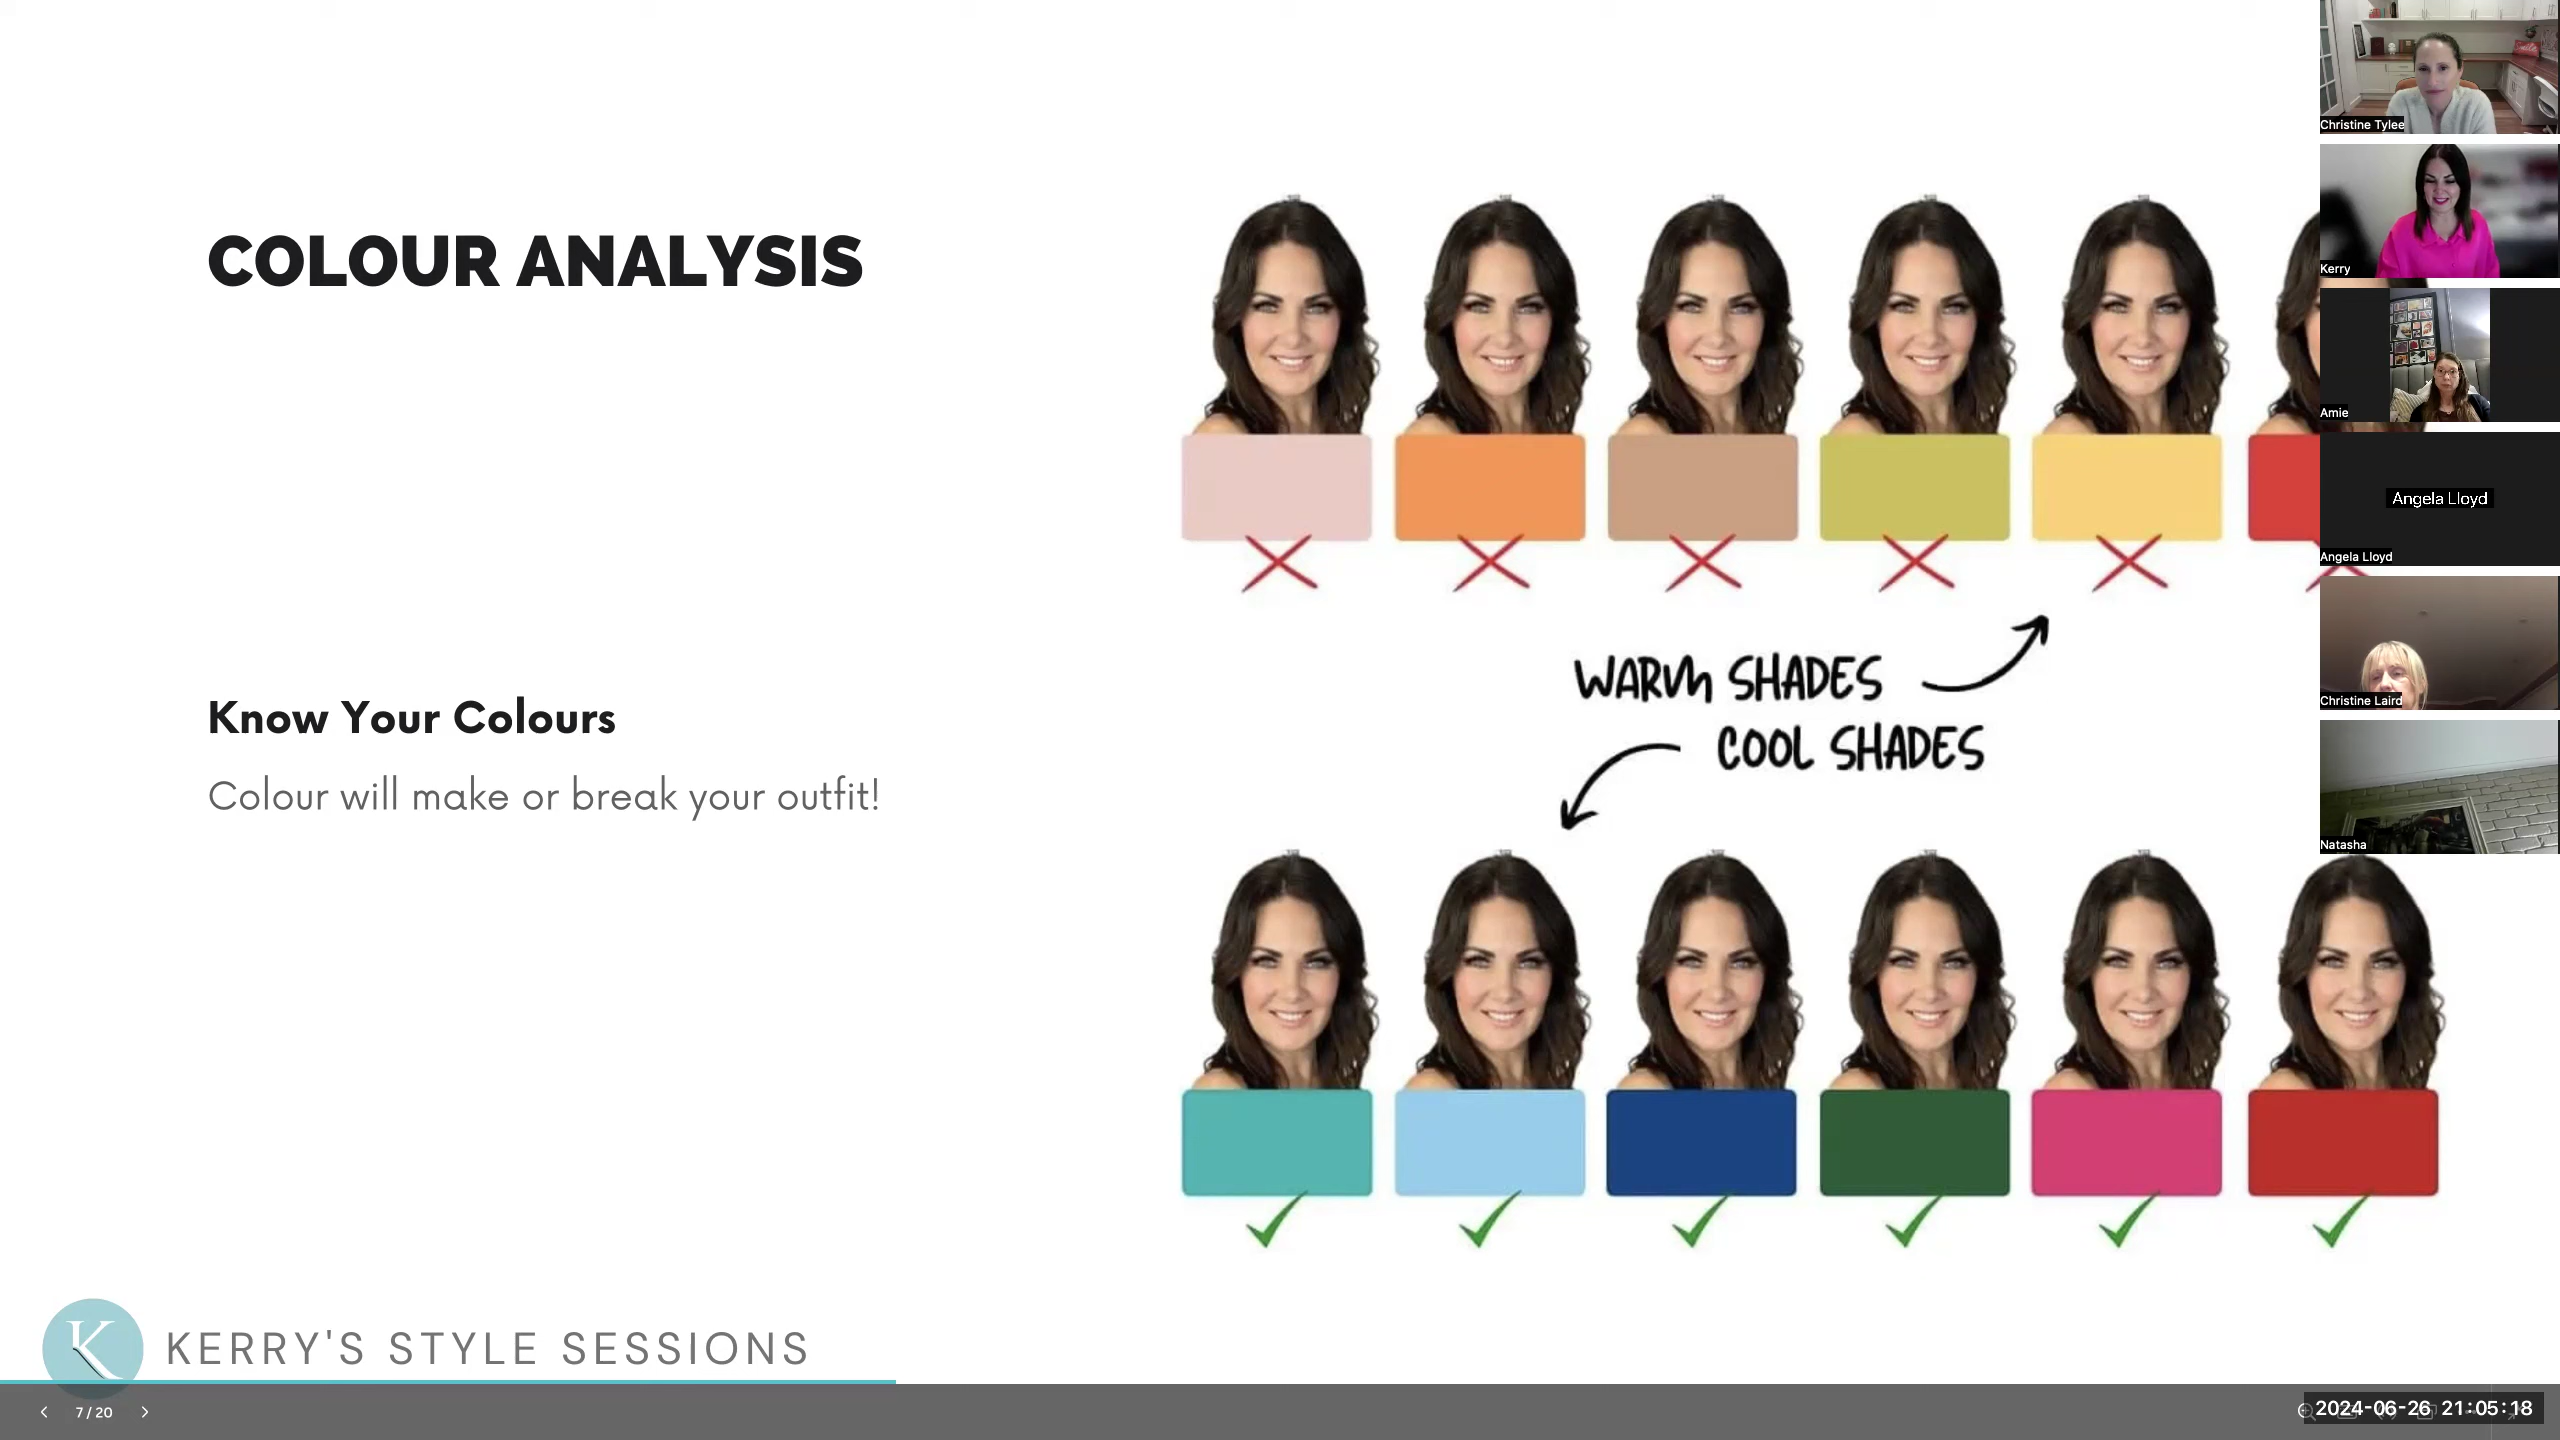 COLOUR ANALYSIS
Know Your Colours
Colour will make or break your outfit!
WARM SHADES
COOL SHADES
K
KERRY'S STYLE SESSIONS
7 / 20
Christine Tylee
Kerry
Amie
Angela Lloyd
Angela Lloyd
Christine Laird
Natasha
2024-06-26 21:05:18